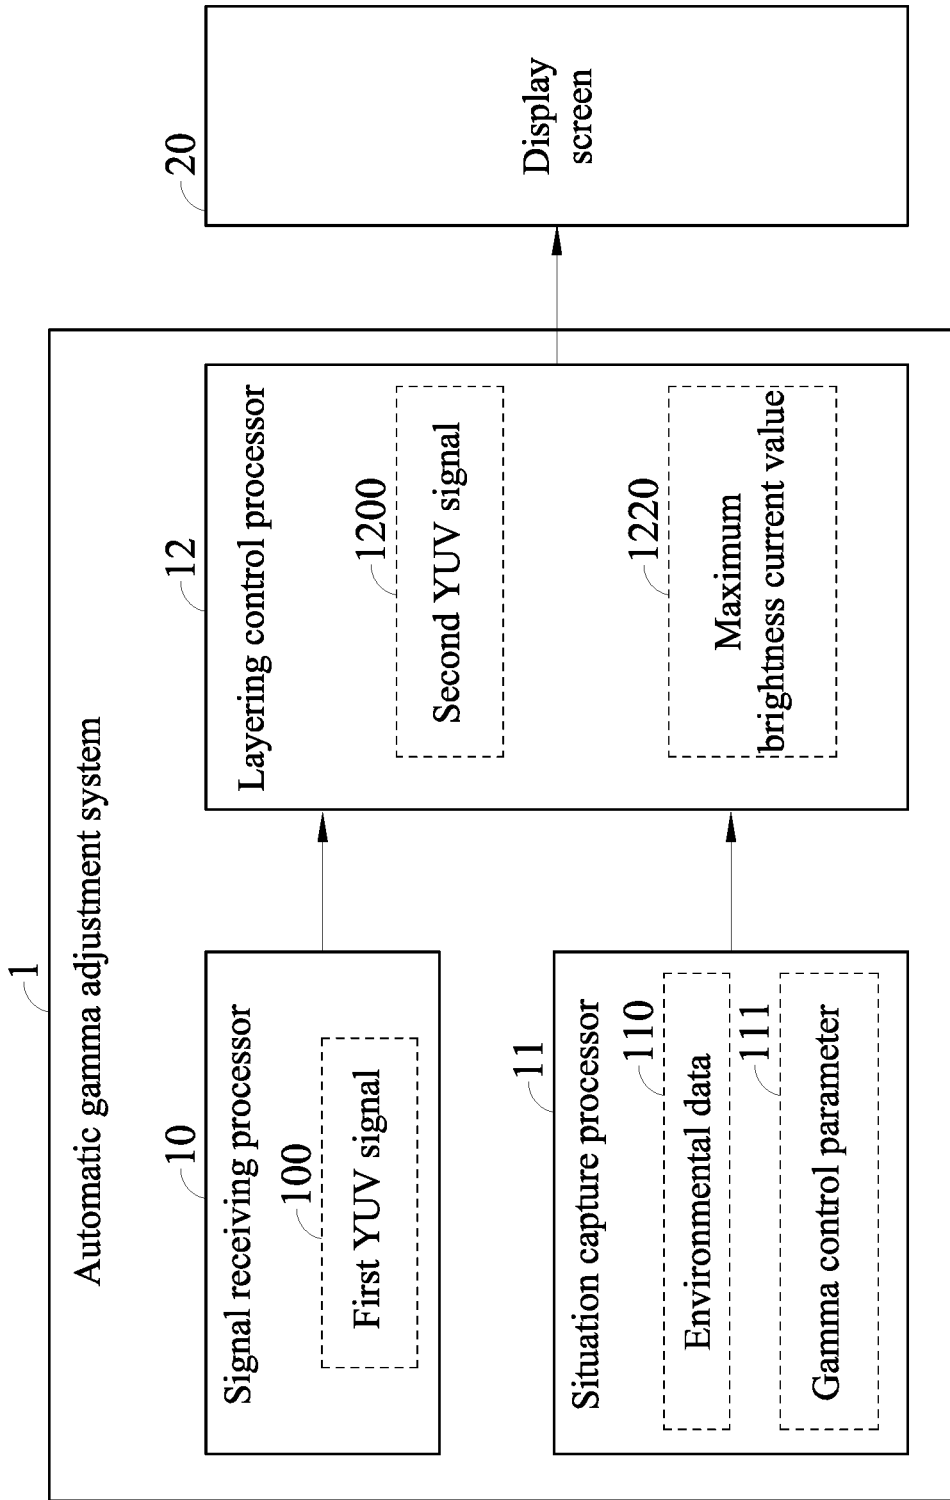 1
Automatic gamma adjustment system
10
Signal receiving processor
100
First YUV signal
11
Situation capture processor
110
Environmental data
111
Gamma control parameter
12
Layering control processor
1200
Second YUV signal
1220
Maximum
brightness current value
20
Display
screen